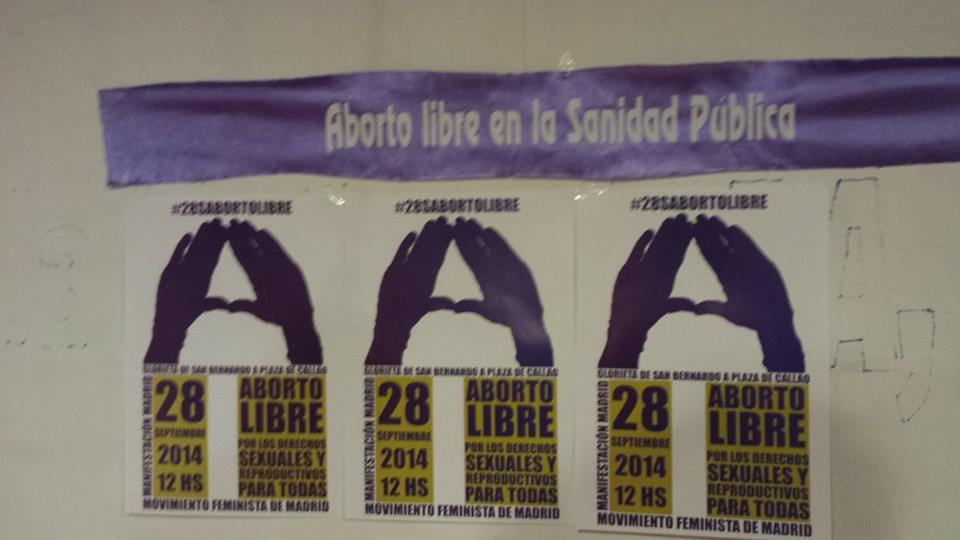 Aborto libre en la Sanidad Pública
#28SABORTOLIBRE
GLORIETA DE SAN BERNARDO A PLAZA DE CALLAO
MANIFESTACIÓN MADRID
28
SEPTIEMBRE
2014
12 HS
ABORTO
LIBRE
POR LOS DERECHOS
SEXUALES Y
REPRODUCTIVOS
PARA TODAS
MOVIMIENTO FEMINISTA DE MADRID
#28SABORTOLIBRE
GLORIETA DE SAN BERNARDO A PLAZA DE CALLAO
MANIFESTACIÓN MADRID
28
SEPTIEMBRE
2014
12 HS
ABORTO
LIBRE
POR LOS DERECHOS
SEXUALES Y
REPRODUCTIVOS
PARA TODAS
MOVIMIENTO FEMINISTA DE MADRID
#28SABORTOLIBRE
GLORIETA DE SAN BERNARDO A PLAZA DE CALLAO
MANIFESTACIÓN MADRID
28
SEPTIEMBRE
2014
12 HS
ABORTO
LIBRE
POR LOS DERECHOS
SEXUALES Y
REPRODUCTIVOS
PARA TODAS
MOVIMIENTO FEMINISTA DE MADRID